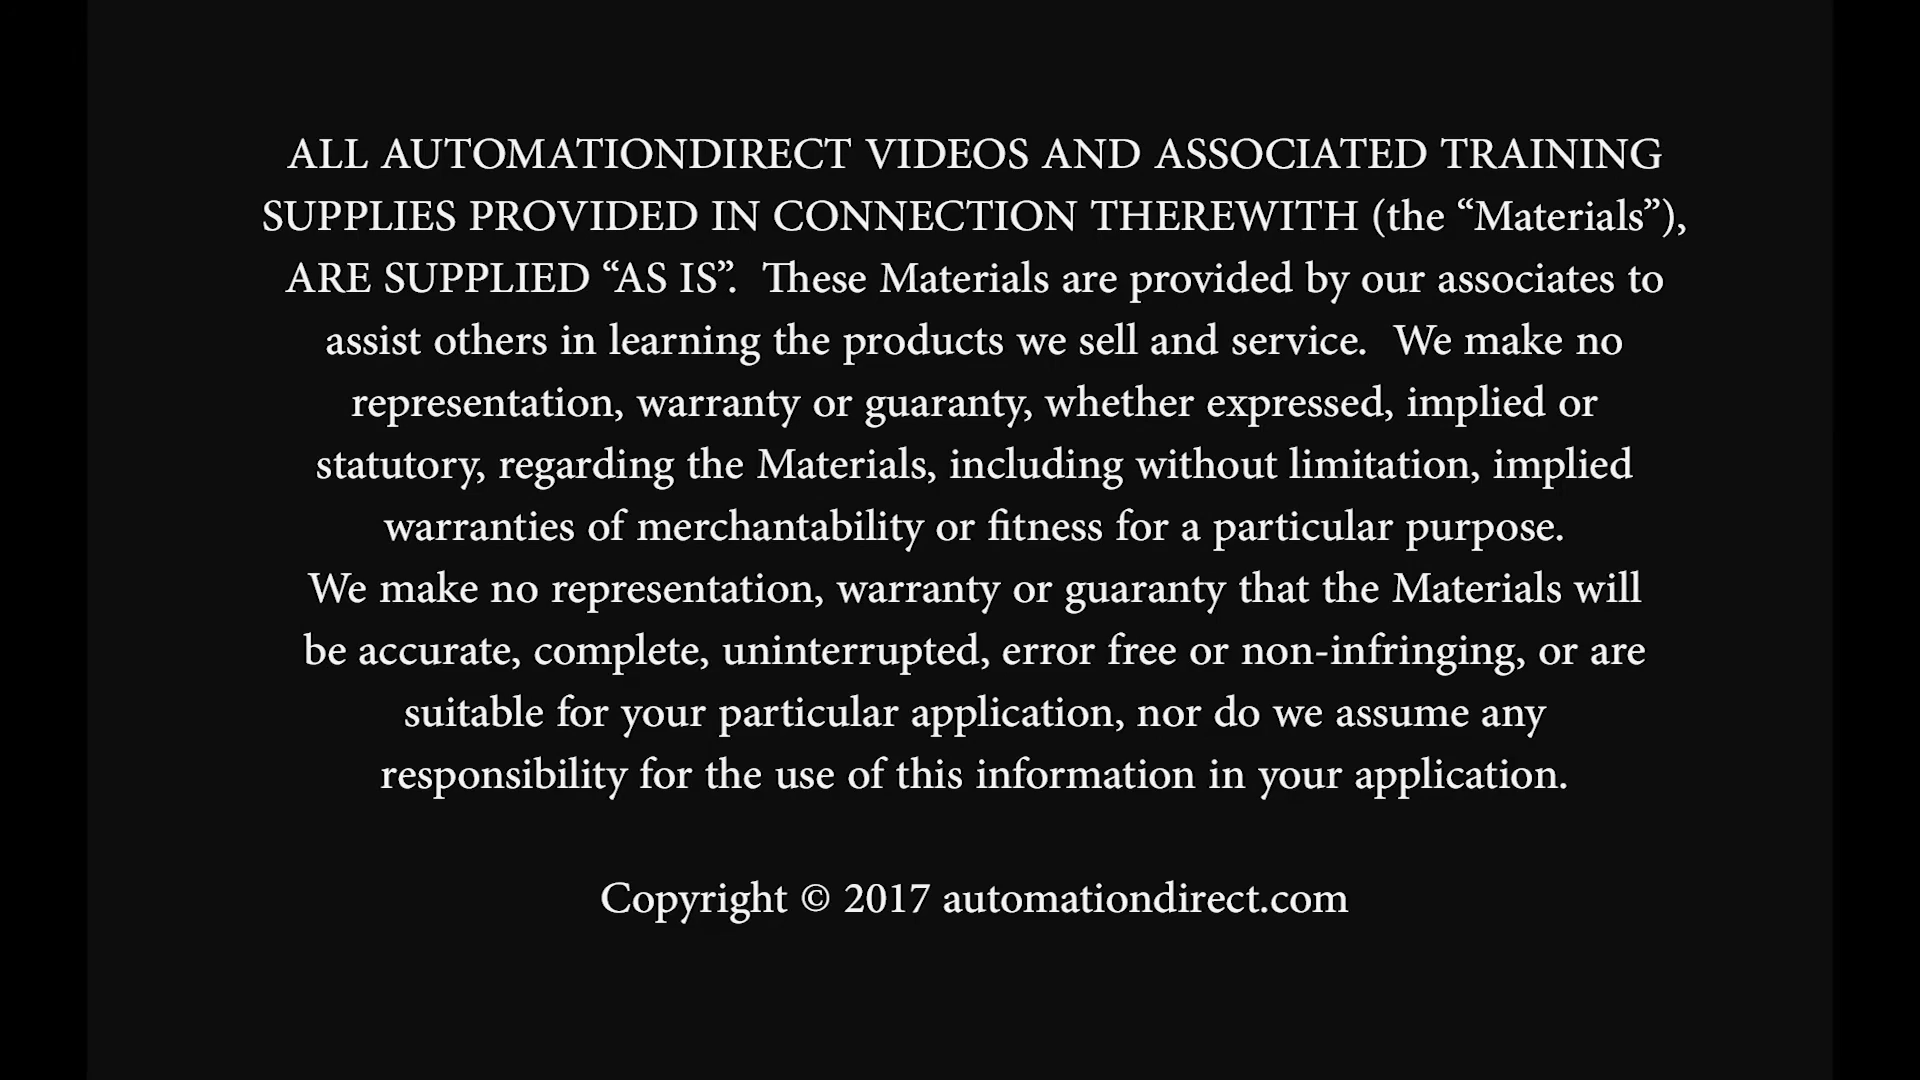 ALL AUTOMATIONDIRECT VIDEOS AND ASSOCIATED TRAINING
SUPPLIES PROVIDED IN CONNECTION THEREWITH (the “Materials”),
ARE SUPPLIED “AS IS”.  These Materials are provided by our associates to
assist others in learning the products we sell and service.  We make no
representation, warranty or guaranty, whether expressed, implied or
statutory, regarding the Materials, including without limitation, implied
warranties of merchantability or fitness for a particular purpose.
We make no representation, warranty or guaranty that the Materials will
be accurate, complete, uninterrupted, error free or non-infringing, or are
suitable for your particular application, nor do we assume any
responsibility for the use of this information in your application.
Copyright © 2017 automationdirect.com